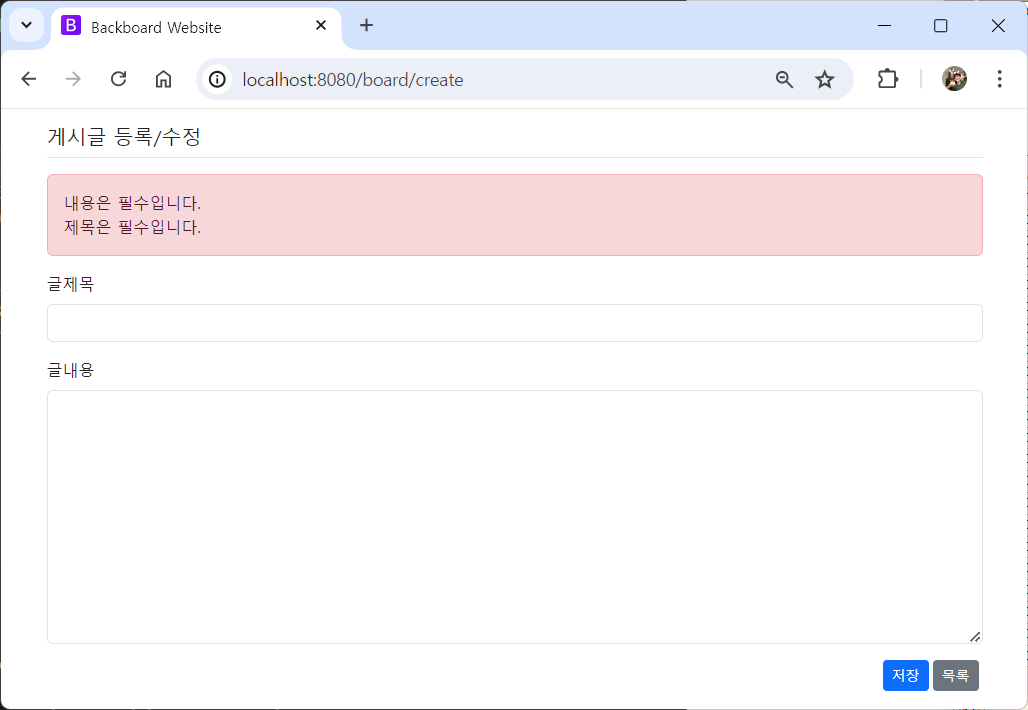 B Backboard Website
localhost:8080/board/create
게시글 등록/수정
내용은 필수입니다.
제목은 필수입니다.
글제목
글내용
저장 목록